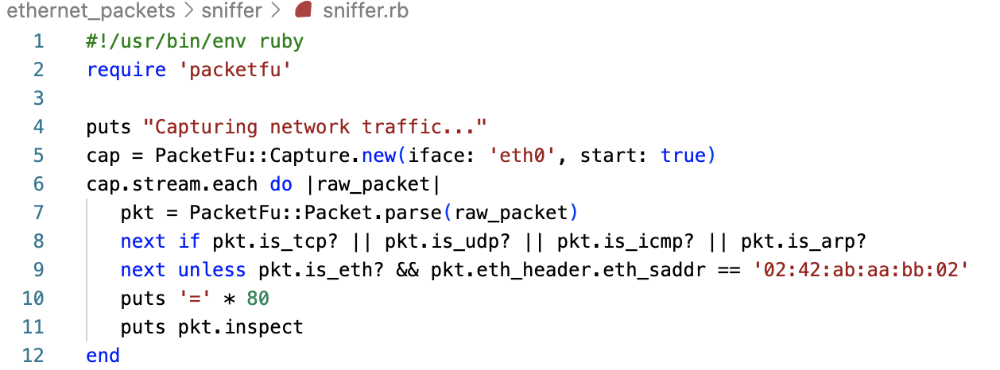 ethernet_packets > sniffer > sniffer.rb
1 #!/usr/bin/env ruby
2 require 'packetfu'
3
4 puts "Capturing network traffic..."
5 cap = PacketFu::Capture.new(iface: 'eth0', start: true)
6 cap.stream.each do |raw_packet|
7 pkt = PacketFu::Packet.parse(raw_packet)
8 next if pkt.is_tcp? || pkt.is_udp? || pkt.is_icmp? || pkt.is_arp?
9 next unless pkt.is_eth? && pkt.eth_header.eth_saddr == '02:42:ab:aa:bb:02'
10 puts '=' * 80
11 puts pkt.inspect
12 end